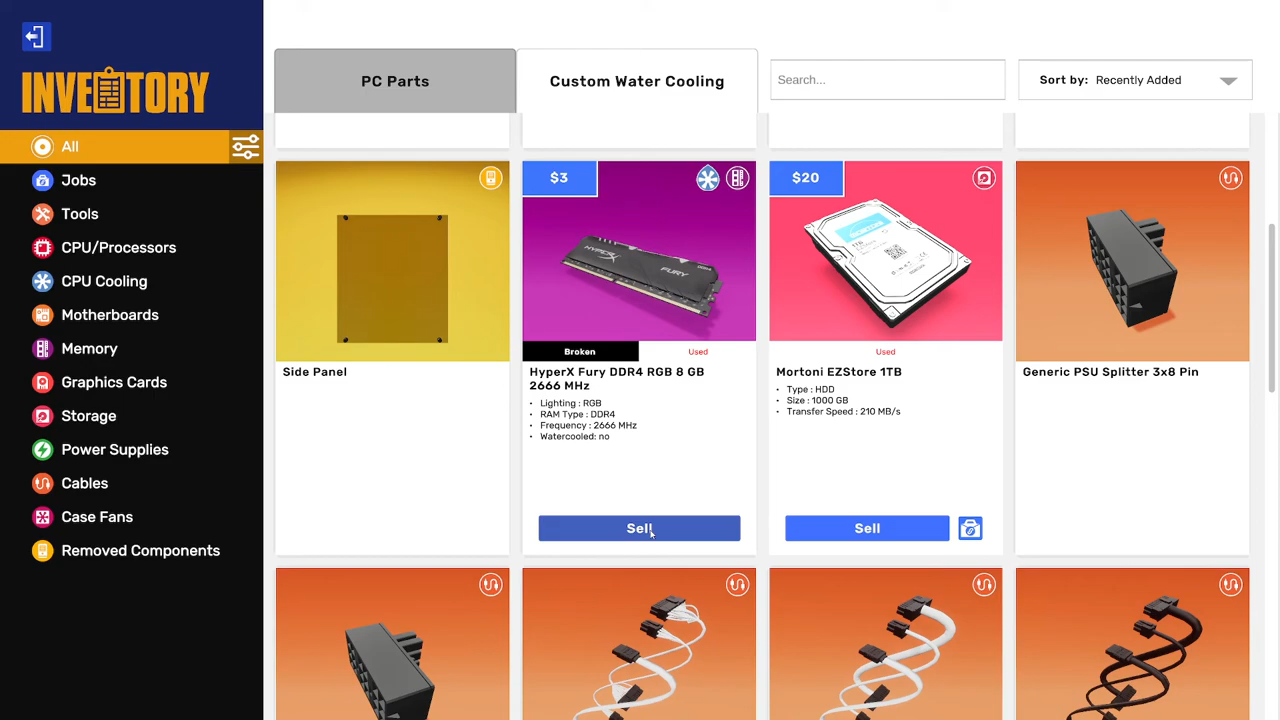 INVENTORY
PC Parts
Custom Water Cooling
Search...
Sort by: Recently Added
All
Jobs
Tools
CPU/Processors
CPU Cooling
Motherboards
Memory
Graphics Cards
Storage
Power Supplies
Cables
Case Fans
Removed Components
Side Panel
$3
HYPERX
FURY
Broken
Used
HyperX Fury DDR4 RGB 8 GB
2666 MHz
• Lighting : RGB
• RAM Type : DDR4
• Frequency : 2666 MHz
• Watercooled: no
Sell
$20
Used
Mortoni EZStore 1TB
• Type : HDD
• Size : 1000 GB
• Transfer Speed : 210 MB/s
Sell
Generic PSU Splitter 3x8 Pin